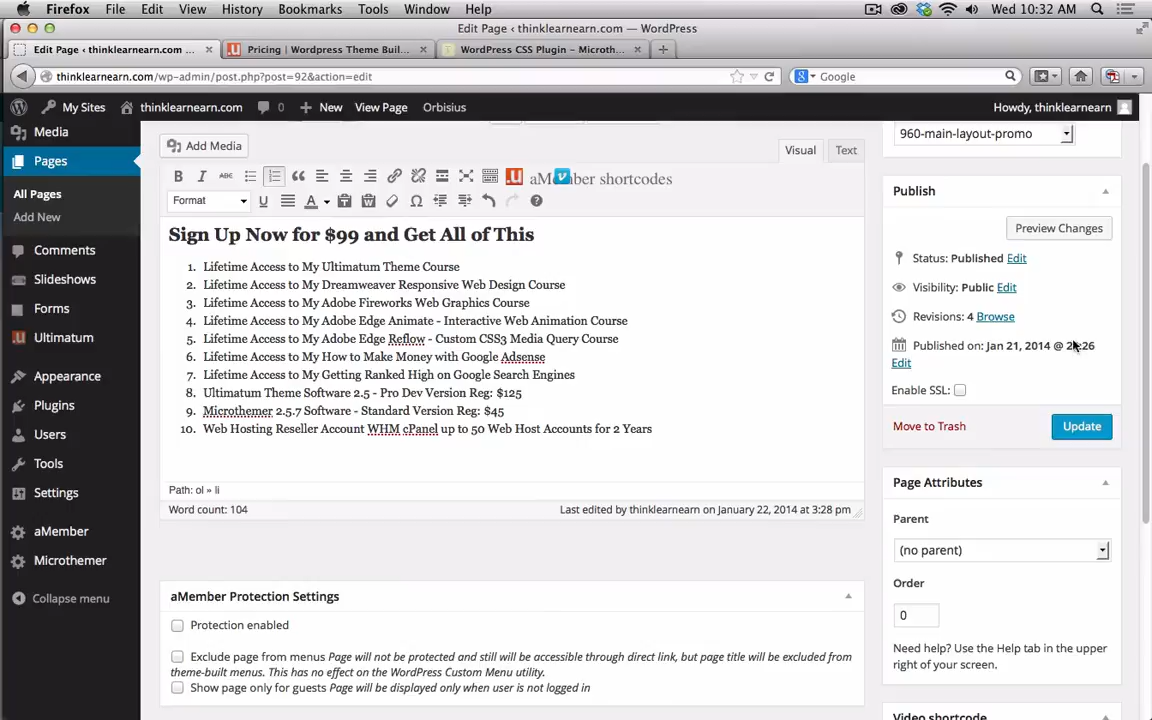 Firefox File Edit View History Bookmarks Tools Window Help Wed 10:32 AM
Edit Page ‹ thinklearnearn.com — WordPress
Edit Page ‹ thinklearnearn.com ... × Pricing | Wordpress Theme Buil... × WordPress CSS Plugin – Microth... ×
thinklearnearn.com/wp-admin/post.php?post=92&action=edit Google
My Sites thinklearnearn.com 0 New View Page Orbisius Howdy, thinklearnearn
Media
Pages
All Pages
Add New
Comments
Slideshows
Forms
Ultimatum
Appearance
Plugins
Users
Tools
Settings
aMember
Microthemer
Collapse menu
Add Media Visual Text
B I ABC aMember shortcodes
Format U A
Sign Up Now for $99 and Get All of This
1. Lifetime Access to My Ultimatum Theme Course
2. Lifetime Access to My Dreamweaver Responsive Web Design Course
3. Lifetime Access to My Adobe Fireworks Web Graphics Course
4. Lifetime Access to My Adobe Edge Animate - Interactive Web Animation Course
5. Lifetime Access to My Adobe Edge Reflow - Custom CSS3 Media Query Course
6. Lifetime Access to My How to Make Money with Google Adsense
7. Lifetime Access to My Getting Ranked High on Google Search Engines
8. Ultimatum Theme Software 2.5 - Pro Dev Version Reg: $125
9. Microthemer 2.5.7 Software - Standard Version Reg: $45
10. Web Hosting Reseller Account WHM cPanel up to 50 Web Host Accounts for 2 Years
Path: ol » li
Word count: 104 Last edited by thinklearnearn on January 22, 2014 at 3:28 pm
aMember Protection Settings
Protection enabled
Exclude page from menus Page will not be protected and still will be accessible through direct link, but page title will be excluded from
theme-built menus. This has no effect on the WordPress Custom Menu utility.
Show page only for guests Page will be displayed only when user is not logged in
960-main-layout-promo
Publish
Preview Changes
Status: Published Edit
Visibility: Public Edit
Revisions: 4 Browse
Published on: Jan 21, 2014 @
Edit
Enable SSL:
Move to Trash Update
Page Attributes
Parent
(no parent)
Order
0
Need help? Use the Help tab in the upper
right of your screen.
Video shortcode